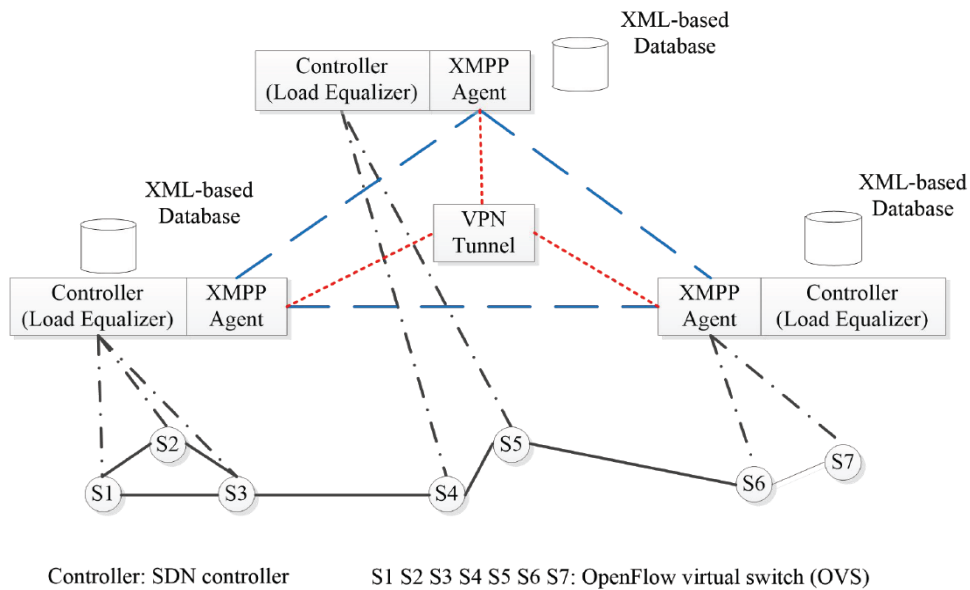 XML-based
Database
Controller
(Load Equalizer)
XMPP
Agent
XML-based
Database
XML-based
Database
VPN
Tunnel
Controller
(Load Equalizer)
XMPP
Agent
XMPP
Agent
Controller
(Load Equalizer)
S1
S2
S3
S4
S5
S6
S7
Controller: SDN controller
S1 S2 S3 S4 S5 S6 S7: OpenFlow virtual switch (OVS)